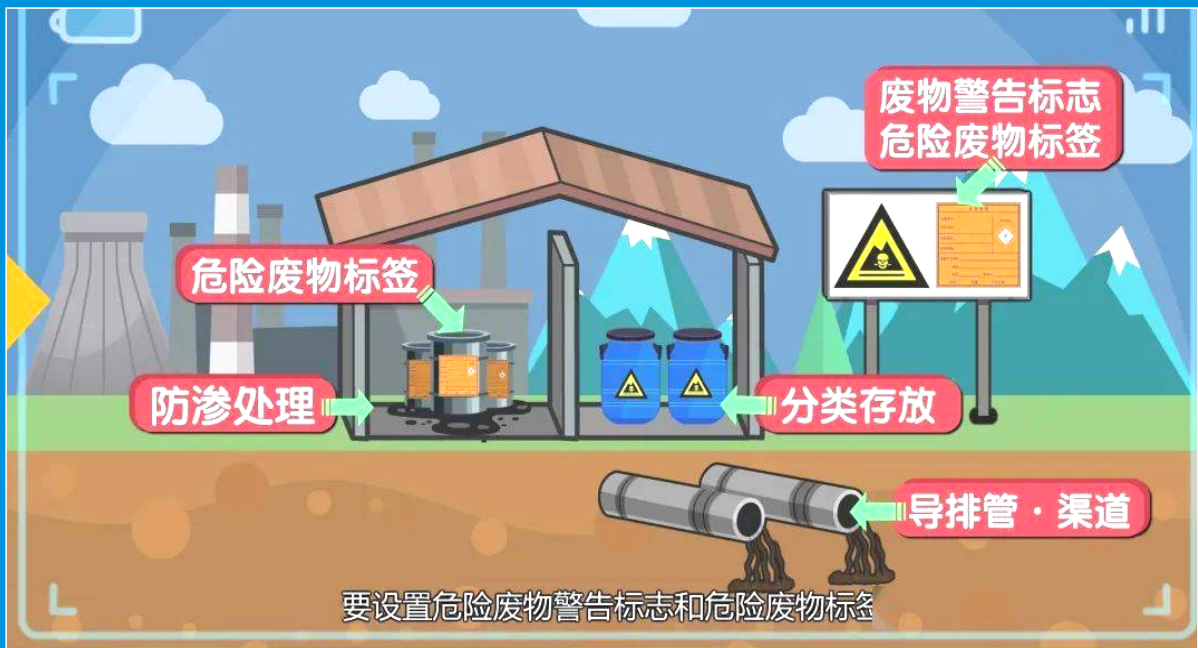 废物警告标志
危险废物标签
危险废物标签
防渗处理
分类存放
导排管·渠道
要设置危险废物警告标志和危险废物标签